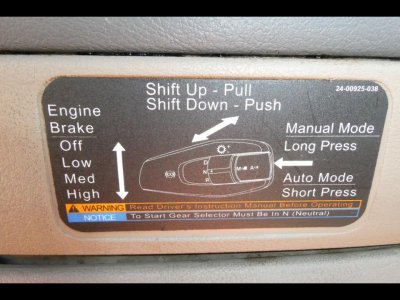 24-00925-038
Shift Up - Pull
Shift Down - Push
Engine
Brake
Off
Low
Med
High
D
N
R
M
A
Manual Mode
Long Press
Auto Mode
Short Press
WARNING Read Driver's Instruction Manual Before Operating
NOTICE To Start Gear Selector Must Be In N (Neutral)